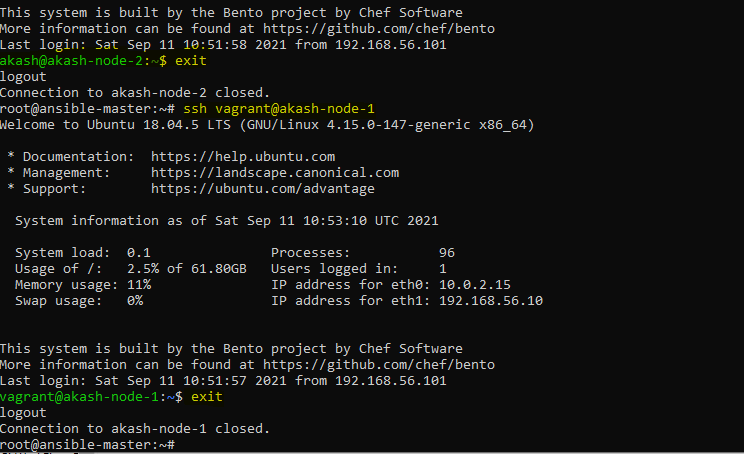 This system is built by the Bento project by Chef Software
More information can be found at https://github.com/chef/bento
Last login: Sat Sep 11 10:51:58 2021 from 192.168.56.101
akash@akash-node-2:~$ exit
logout
Connection to akash-node-2 closed.
root@ansible-master:~# ssh vagrant@akash-node-1
Welcome to Ubuntu 18.04.5 LTS (GNU/Linux 4.15.0-147-generic x86_64)

 * Documentation:  https://help.ubuntu.com
 * Management:     https://landscape.canonical.com
 * Support:        https://ubuntu.com/advantage

  System information as of Sat Sep 11 10:53:10 UTC 2021

  System load:  0.1               Processes:           96
  Usage of /:   2.5% of 61.80GB   Users logged in:     1
  Memory usage: 11%               IP address for eth0: 10.0.2.15
  Swap usage:   0%                IP address for eth1: 192.168.56.10


This system is built by the Bento project by Chef Software
More information can be found at https://github.com/chef/bento
Last login: Sat Sep 11 10:51:57 2021 from 192.168.56.101
vagrant@akash-node-1:~$ exit
logout
Connection to akash-node-1 closed.
root@ansible-master:~#